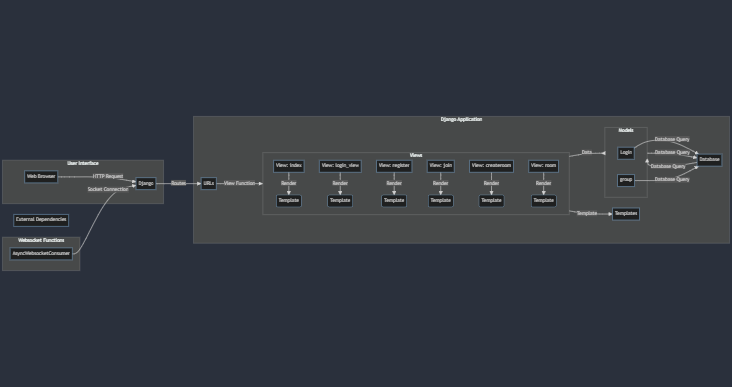 Django Application
Models
Database Query
Login
Database Query
Data
Database
Database Query
group
Database Query
Views
View: index
View: login_view
View: register
View: join
View: createroom
View: room
Render
Render
Render
Render
Render
Render
Template
Template
Template
Template
Template
Template
Template
Templates
User Interface
Web Browser
HTTP Request
Django
Socket Connection
Routes
URLs
View Function
External Dependencies
Websocket Functions
AsyncWebsocketConsumer